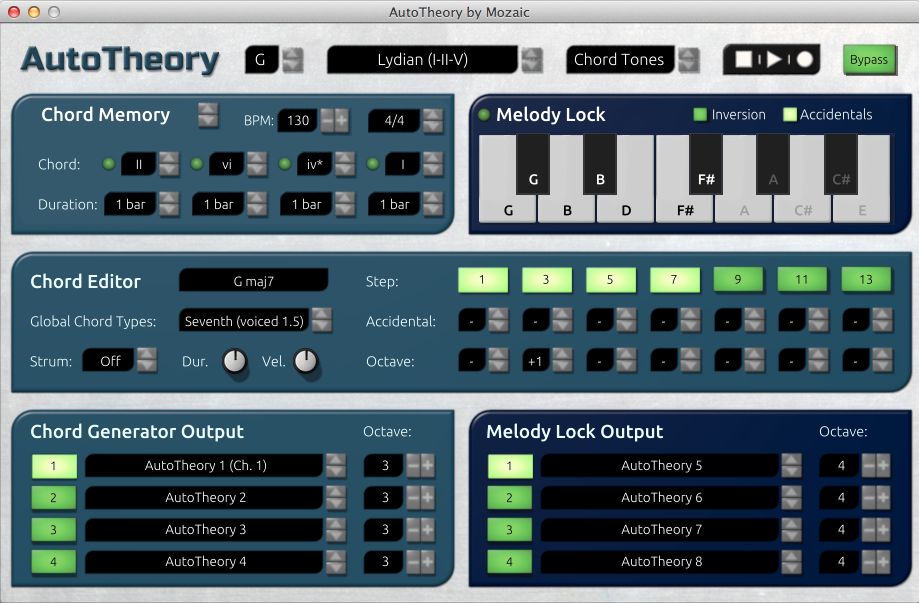 AutoTheory by Mozaic
AutoTheory G Lydian (I-II-V) Chord Tones Bypass
Chord Memory
BPM: 130 4/4
Chord: II vi iv* I
Duration: 1 bar 1 bar 1 bar 1 bar
Melody Lock Inversion Accidentals
G B F# A C#
G B D F# A C# E
Chord Editor G maj7 Step: 1 3 5 7 9 11 13
Global Chord Types: Seventh (voiced 1.5) Accidental: - - - - - - -
Strum: Off Dur. Vel. Octave: - +1 - - - - -
Chord Generator Output Octave:
1 AutoTheory 1 (Ch. 1) 3
2 AutoTheory 2 3
3 AutoTheory 3 3
4 AutoTheory 4 3
Melody Lock Output Octave:
1 AutoTheory 5 4
2 AutoTheory 6 4
3 AutoTheory 7 4
4 AutoTheory 8 4